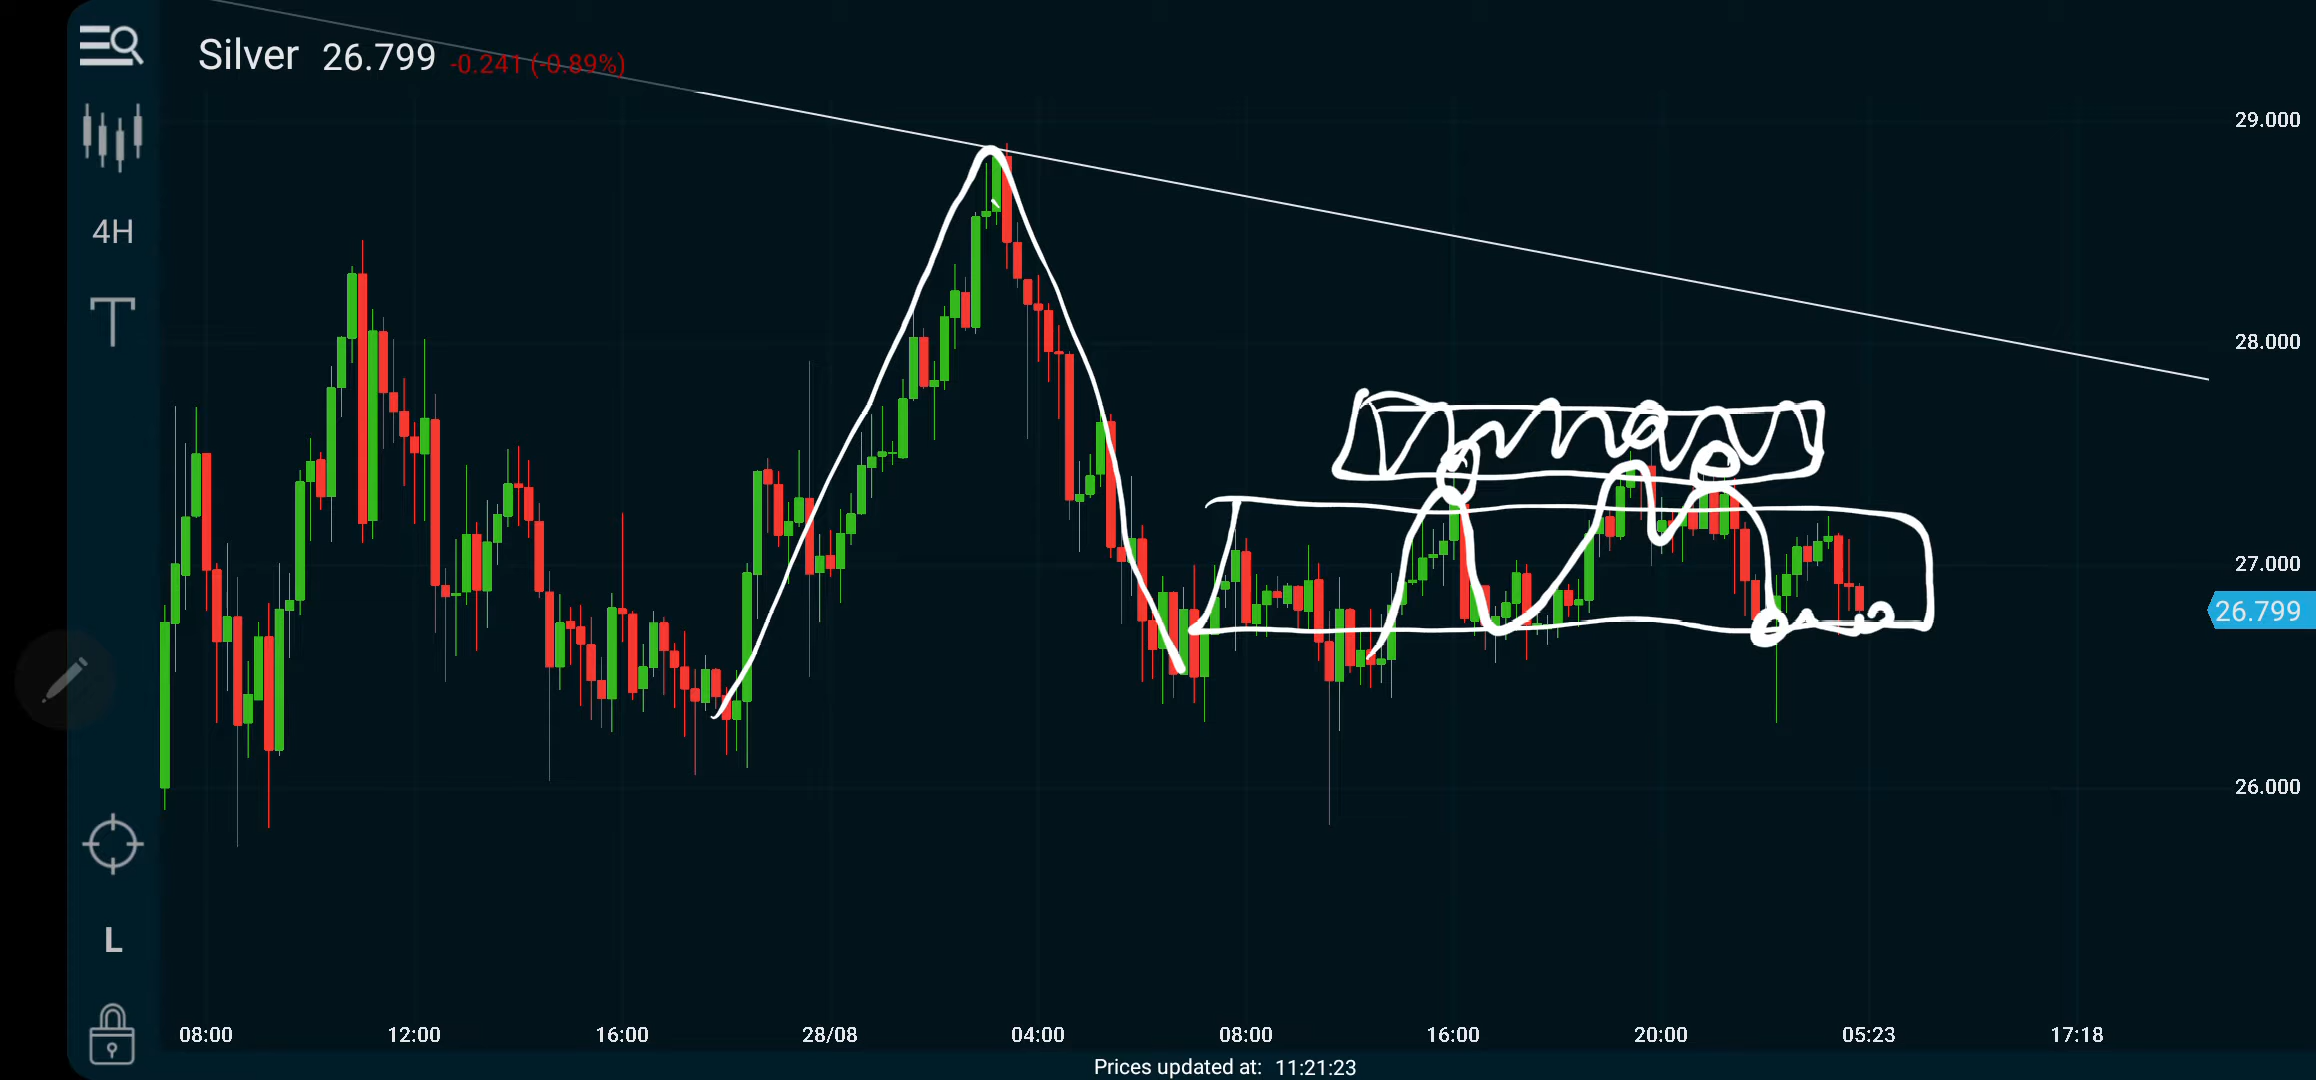 Silver 26.799 -0.241 (-0.89%)
29.000
4H
28.000
T
27.000
26.799
26.000
L
08:00 12:00 16:00 28/08 04:00 08:00 16:00 20:00 05:23 17:18
Prices updated at: 11:21:23